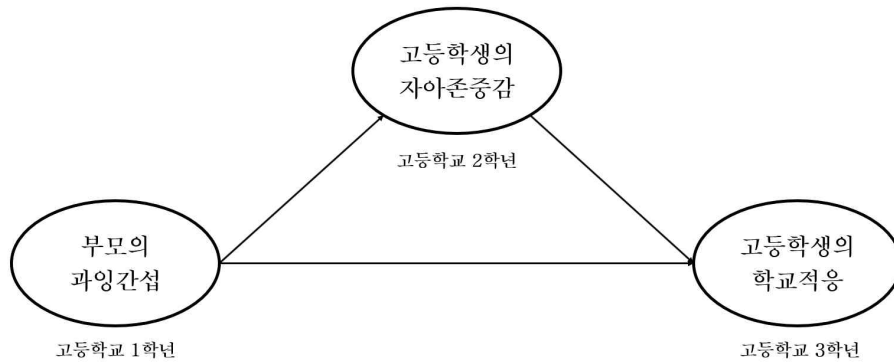 고등학생의
자아존중감
고등학교 2학년
부모의
과잉간섭
고등학교 1학년
고등학생의
학교적응
고등학교 3학년